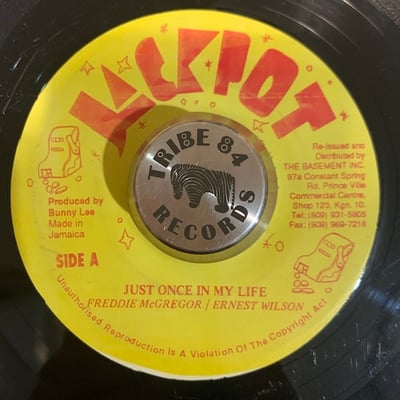 JACKPOT
TRIBE 84
RECORDS
Re-issued and
Distributed by
THE BASEMENT INC.
97a Constant Spring
Rd. Prince Ville
Commercial Centre,
Shop 123, Kgn. 10.
Tel: (809) 931-5805
Fax: (809) 969-7216
Produced by
Bunny Lee
Made in
Jamaica
SIDE A
JUST ONCE IN MY LIFE
FREDDIE McGREGOR / ERNEST WILSON
Unauthorised Reproduction Is A Violation Of The Copyright Act